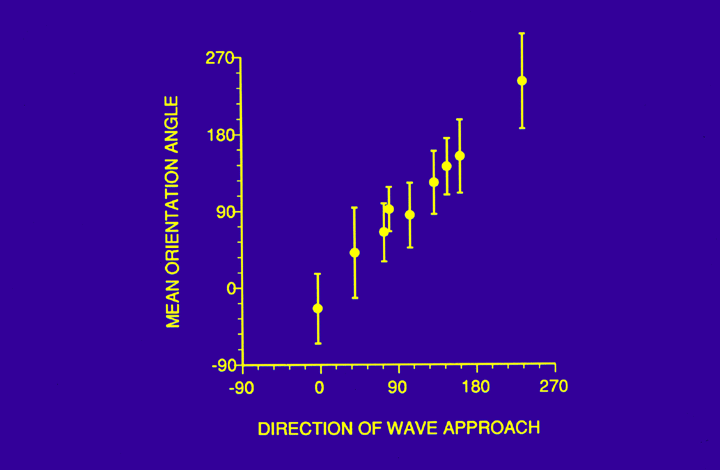 MEAN ORIENTATION ANGLE
270
180
90
0
-90
-90 0 90 180 270
DIRECTION OF WAVE APPROACH